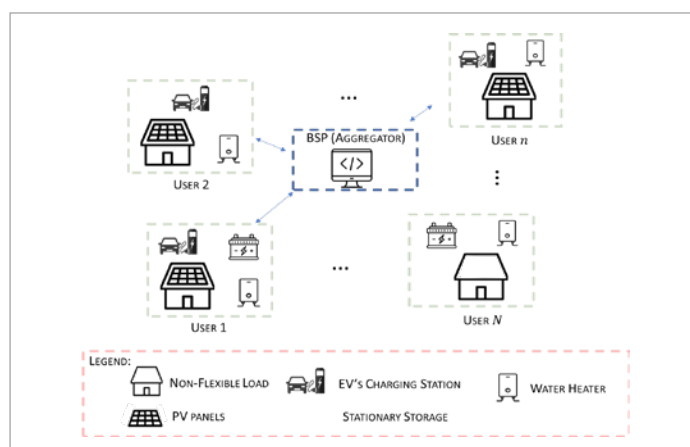 ...
BSP (AGGREGATOR)
</>
USER n
USER 2
...
USER 1
...
USER N
LEGEND:
NON-FLEXIBLE LOAD
EV'S CHARGING STATION
WATER HEATER
PV PANELS
STATIONARY STORAGE